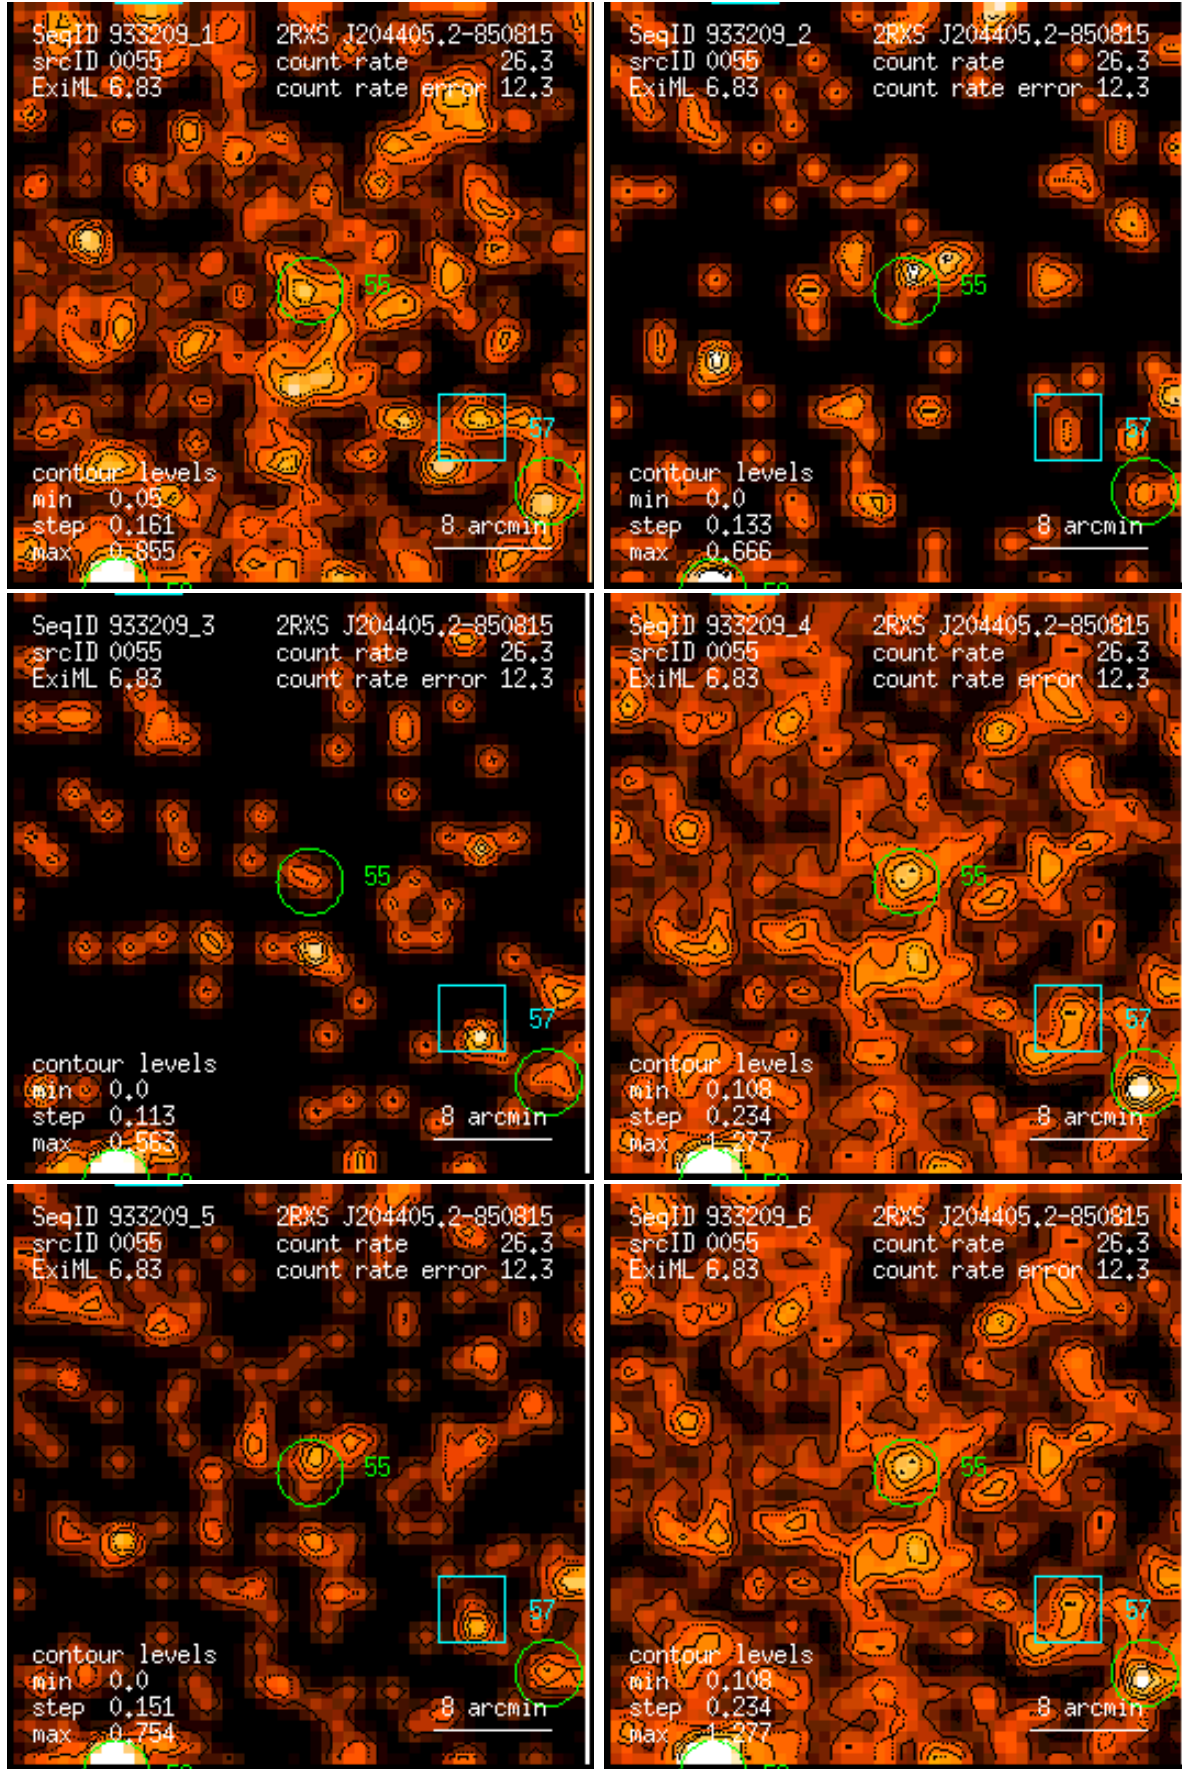 SeqID 933209_1 2RXS J204405.2-850815
srcID 0055 count rate 26.3
ExiML 6.83 count rate error 12.3
55
57
contour levels
min 0.05
step 0.161 8 arcmin
max 0.855
SeqID 933209_2 2RXS J204405.2-850815
srcID 0055 count rate 26.3
ExiML 6.83 count rate error 12.3
55
57
contour levels
min 0.0
step 0.133 8 arcmin
max 0.666
SeqID 933209_3 2RXS J204405.2-850815
srcID 0055 count rate 26.3
ExiML 6.83 count rate error 12.3
55
57
contour levels
min 0.0
step 0.113 8 arcmin
max 0.563
SeqID 933209_4 2RXS J204405.2-850815
srcID 0055 count rate 26.3
ExiML 6.83 count rate error 12.3
55
57
contour levels
min 0.108
step 0.234 8 arcmin
max 1.277
SeqID 933209_5 2RXS J204405.2-850815
srcID 0055 count rate 26.3
ExiML 6.83 count rate error 12.3
55
57
contour levels
min 0.0
step 0.151 8 arcmin
max 0.754
SeqID 933209_6 2RXS J204405.2-850815
srcID 0055 count rate 26.3
ExiML 6.83 count rate error 12.3
55
57
contour levels
min 0.108
step 0.234 8 arcmin
max 1.277